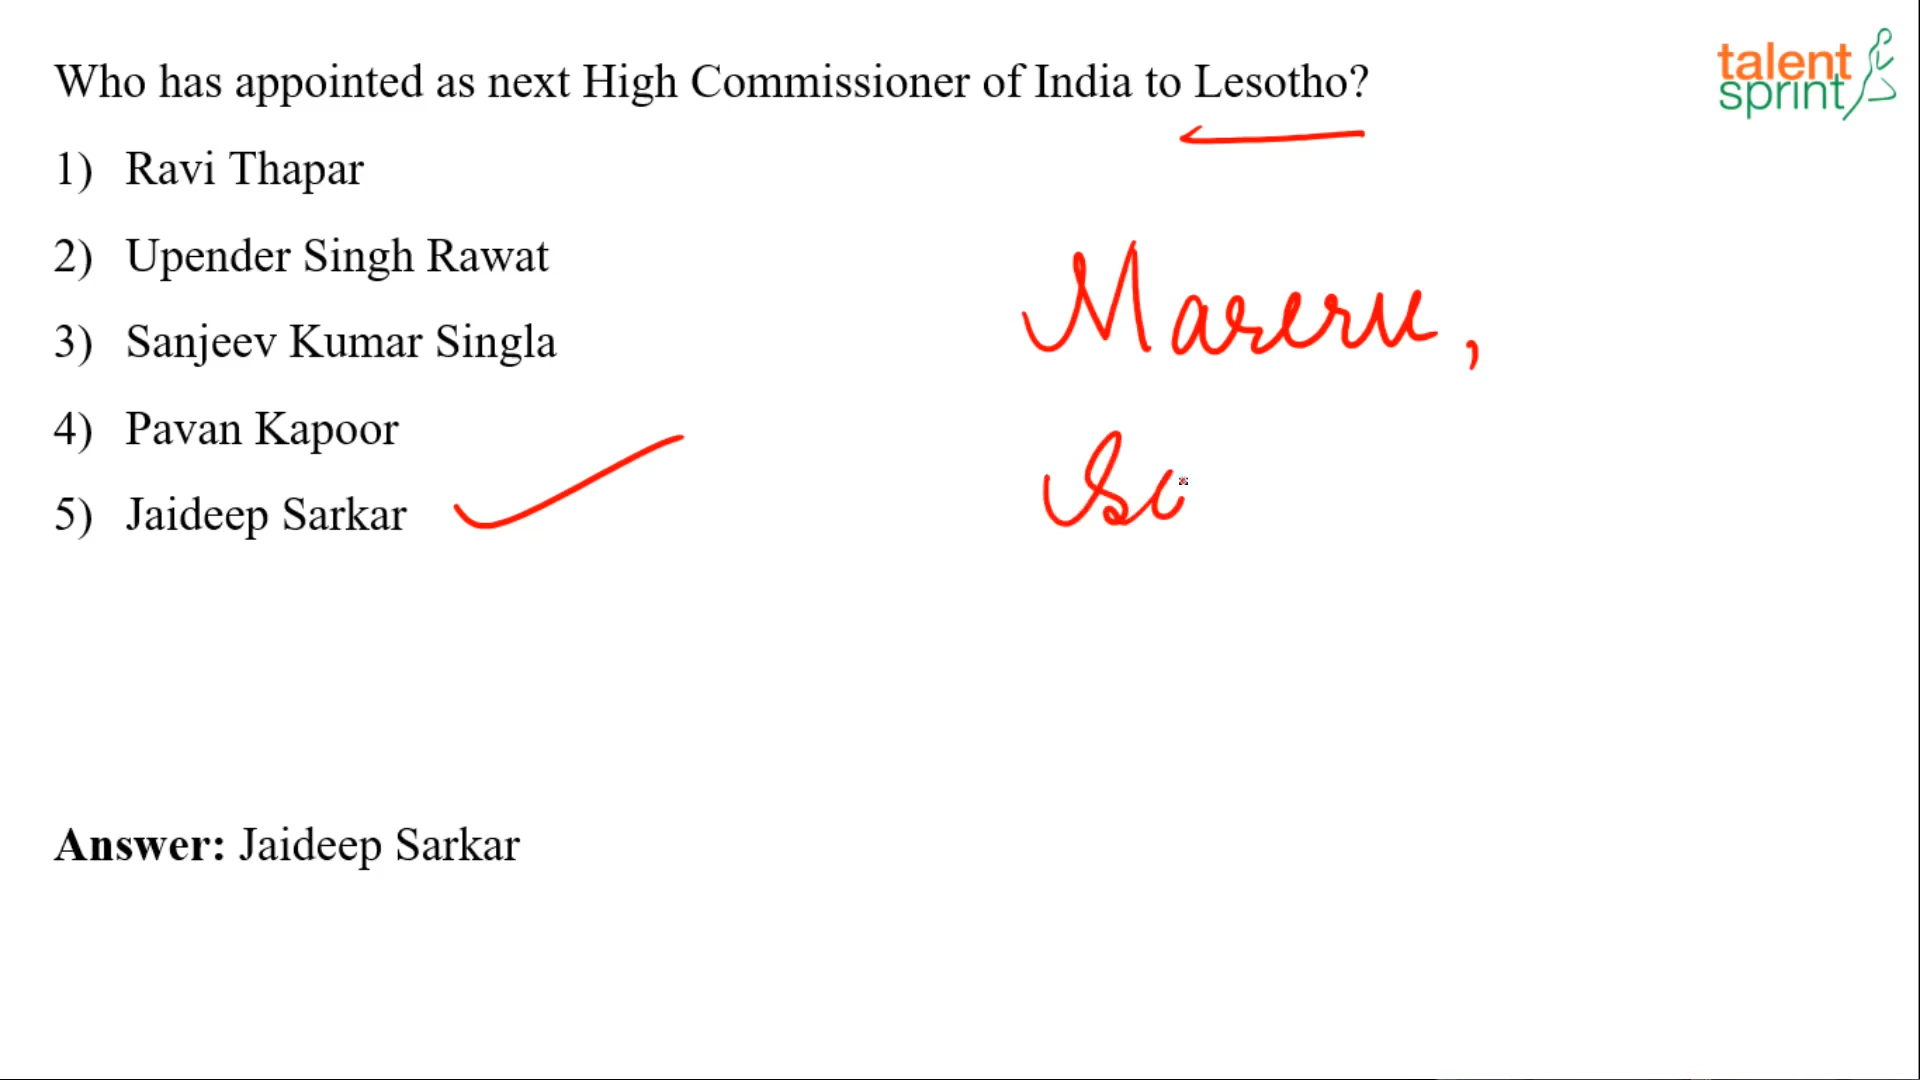 Who has appointed as next High Commissioner of India to Lesotho?
talent
sprint
1) Ravi Thapar
2) Upender Singh Rawat
3) Sanjeev Kumar Singla
4) Pavan Kapoor
5) Jaideep Sarkar
Answer: Jaideep Sarkar